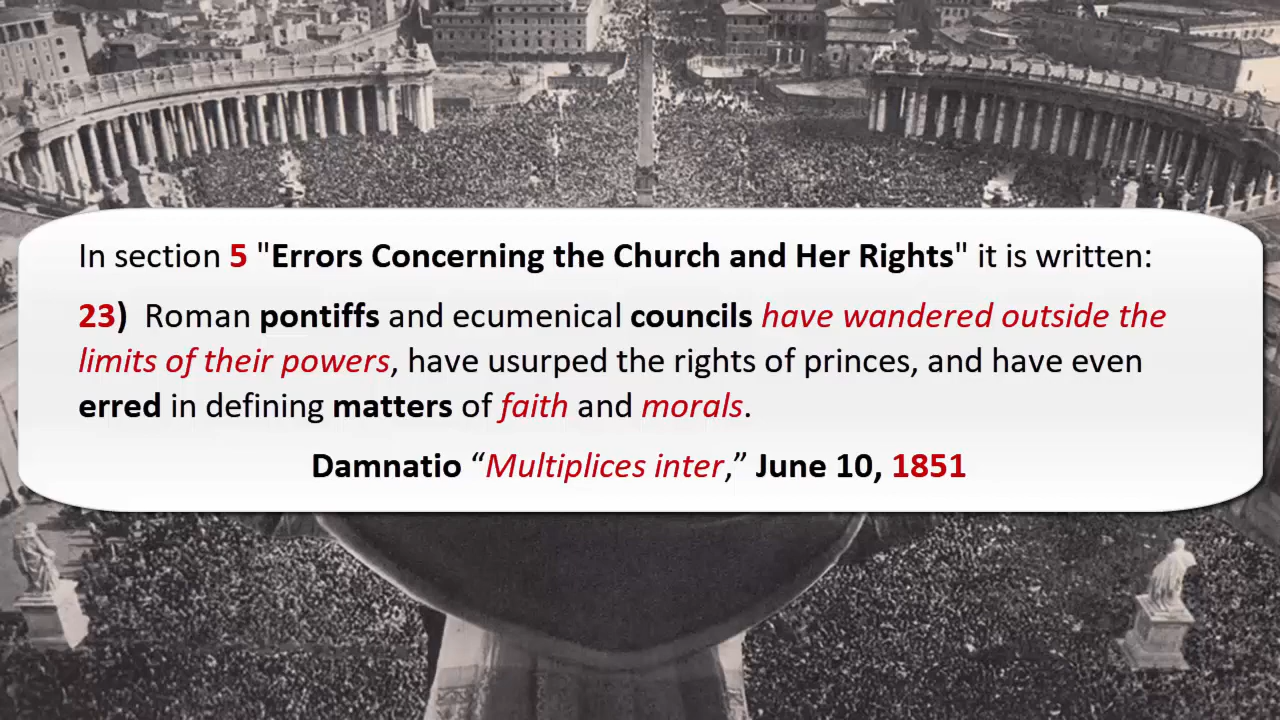 In section 5 "Errors Concerning the Church and Her Rights" it is written:
23) Roman pontiffs and ecumenical councils have wandered outside the
limits of their powers, have usurped the rights of princes, and have even
erred in defining matters of faith and morals.
Damnatio “Multiplices inter,” June 10, 1851